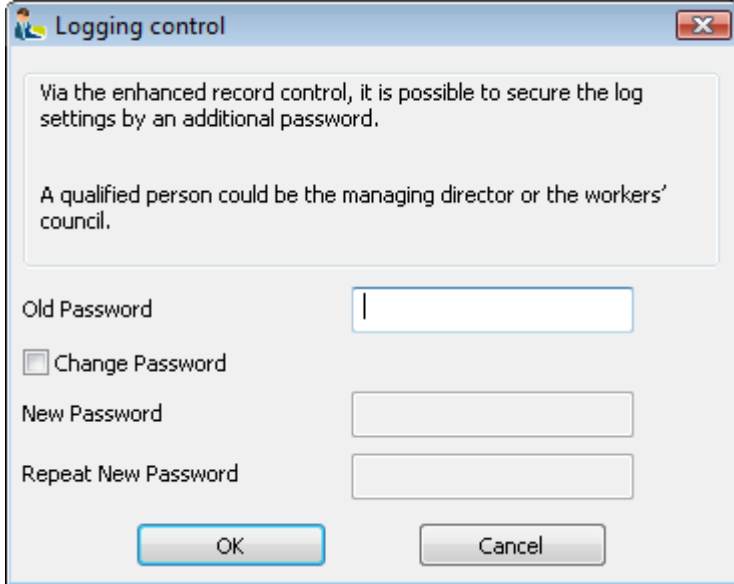 Logging control
Via the enhanced record control, it is possible to secure the log
settings by an additional password.
A qualified person could be the managing director or the workers'
council.
Old Password
Change Password
New Password
Repeat New Password
OK
Cancel